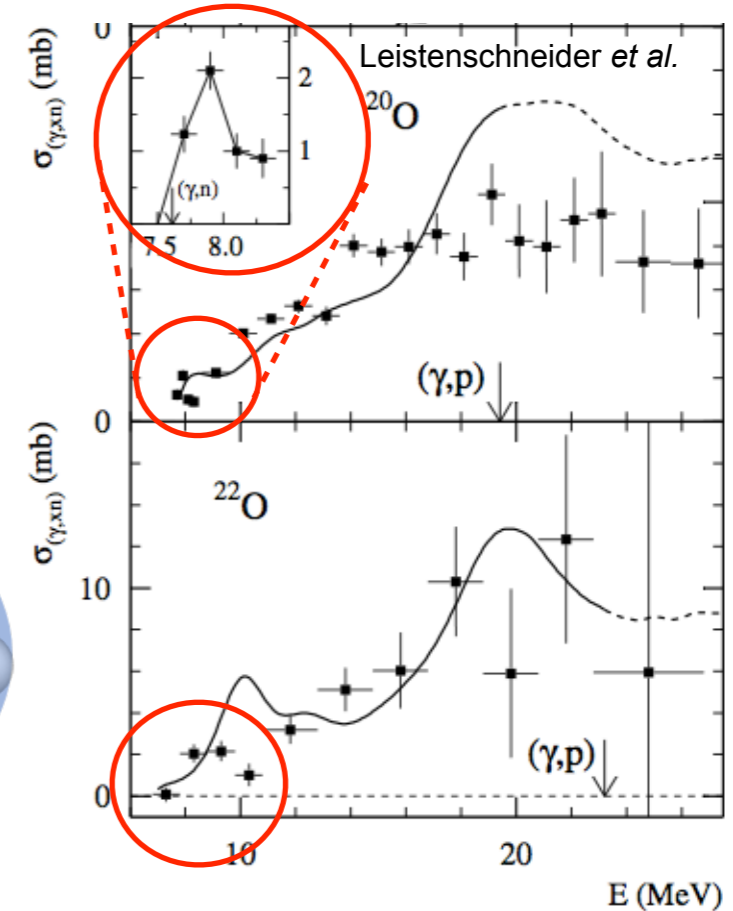 0
σ(γ,xn) (mb)
Leistenschneider et al.
20O
2
1
(γ,n)
7.5 8.0
(γ,p)
0
σ(γ,xn) (mb)
22O
10
(γ,p)
0
10 20
E (MeV)